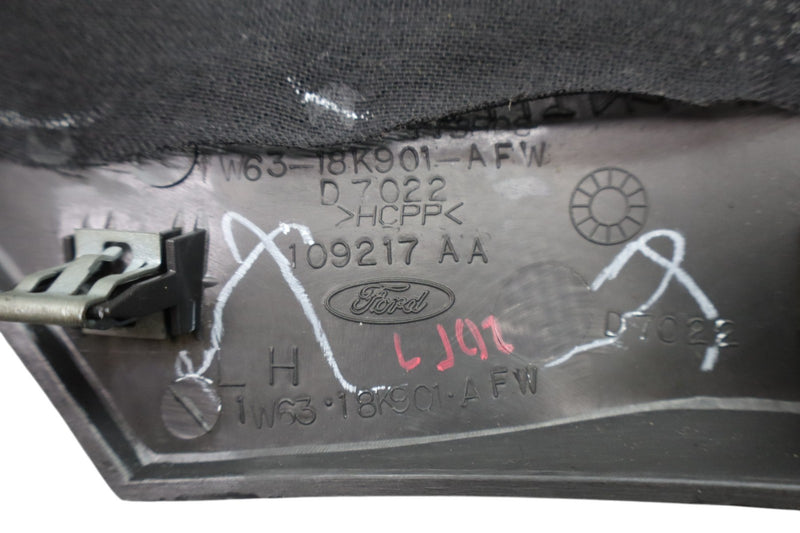 1W63-18K901-AFW
D7022
>HCPP<
109217 AA
Ford
D7022
LH
1W63·18K901·AFW